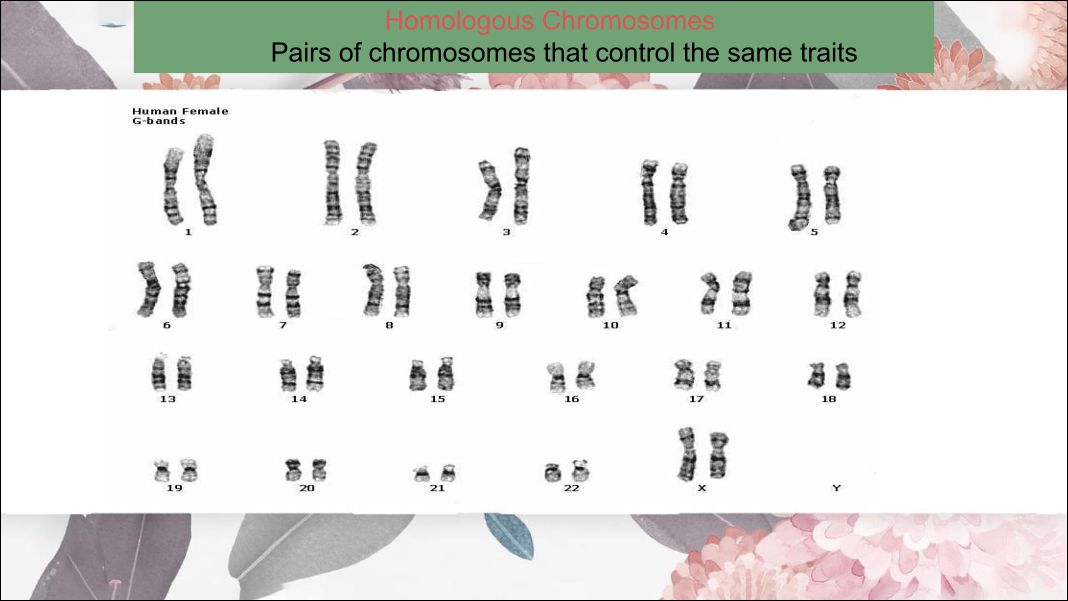 Homologous Chromosomes
Pairs of chromosomes that control the same traits
Human Female
G-bands
1 2 3 4 5
6 7 8 9 10 11 12
13 14 15 16 17 18
19 20 21 22 X Y